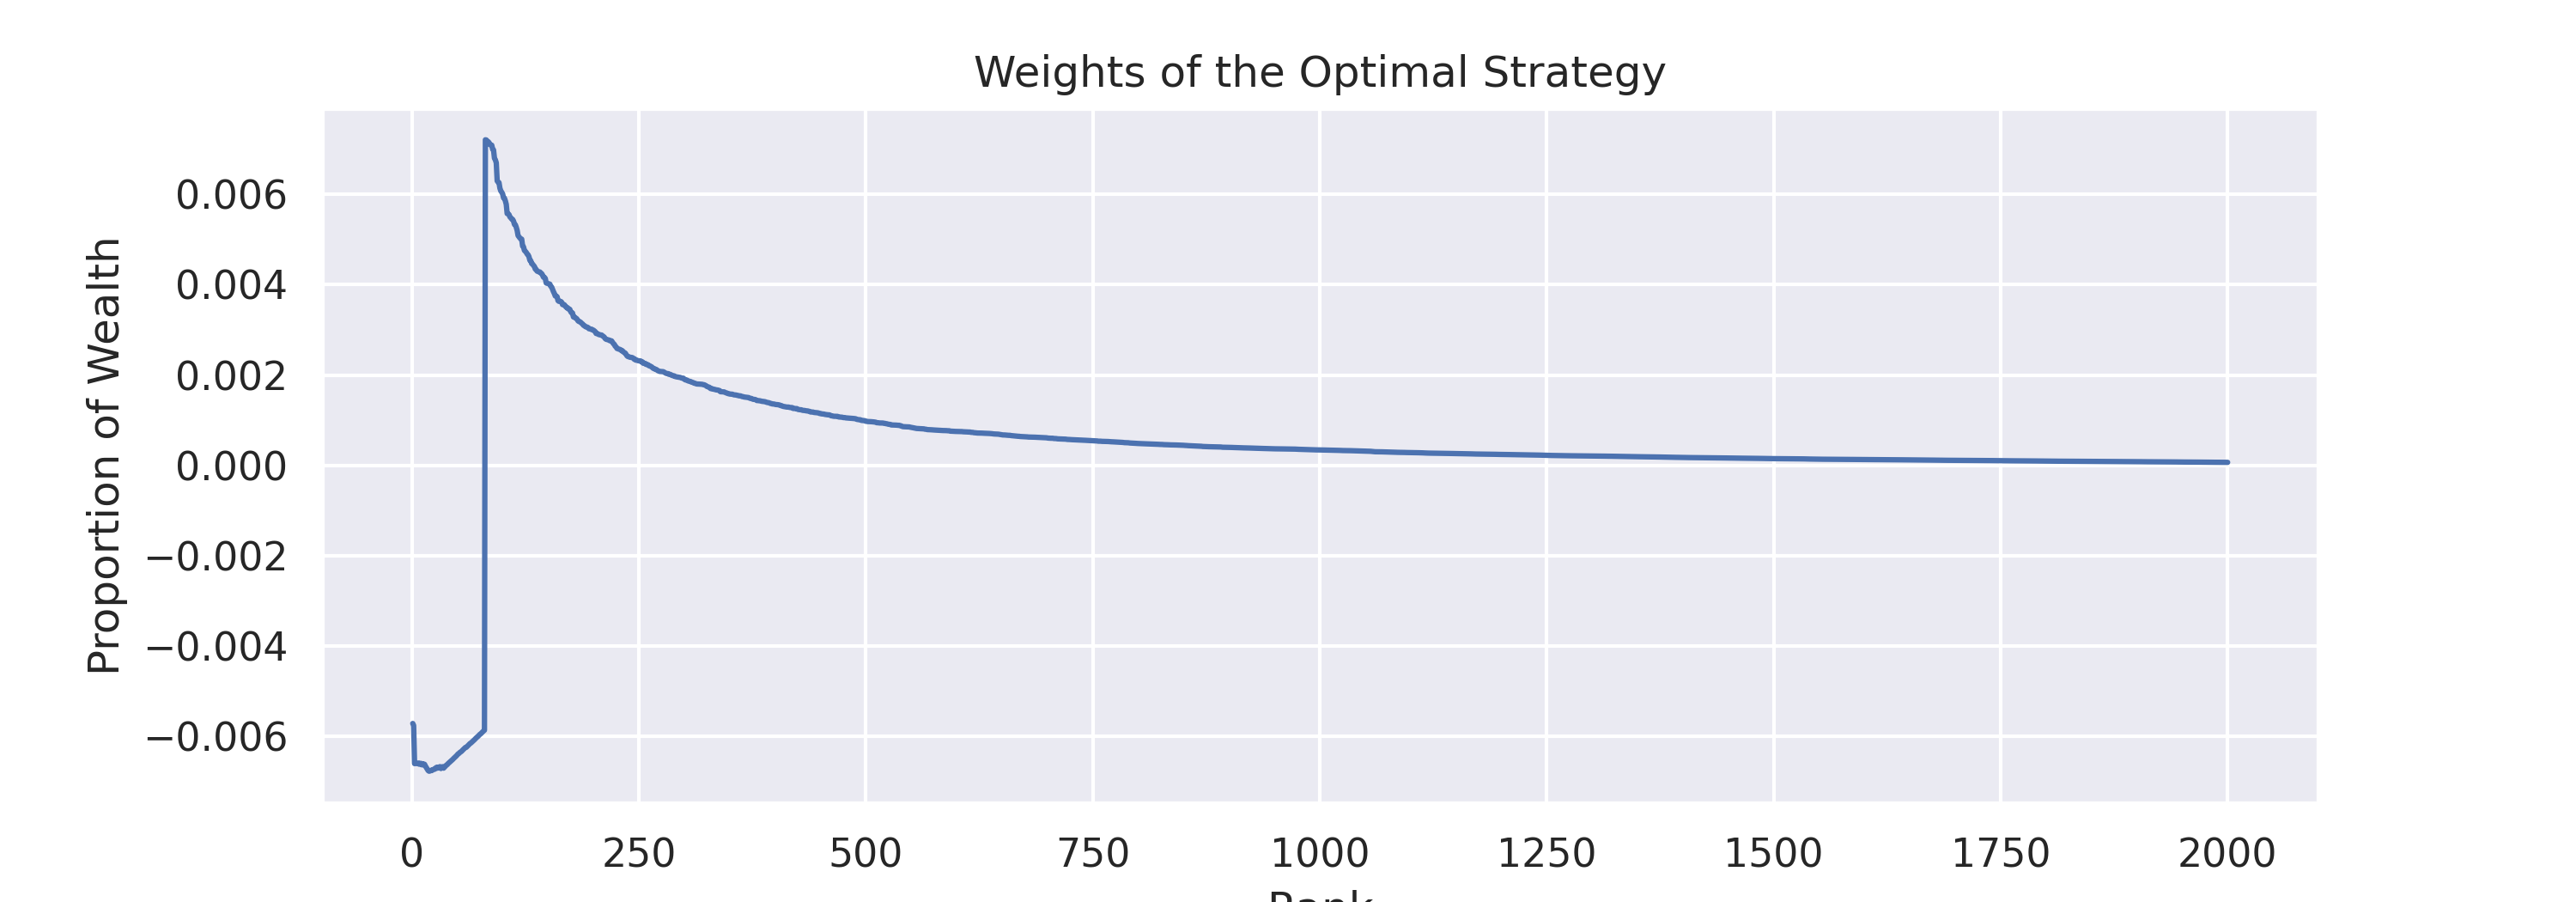 Weights of the Optimal Strategy
Proportion of Wealth
0.006
0.004
0.002
0.000
−0.002
−0.004
−0.006
0 250 500 750 1000 1250 1500 1750 2000
Rank